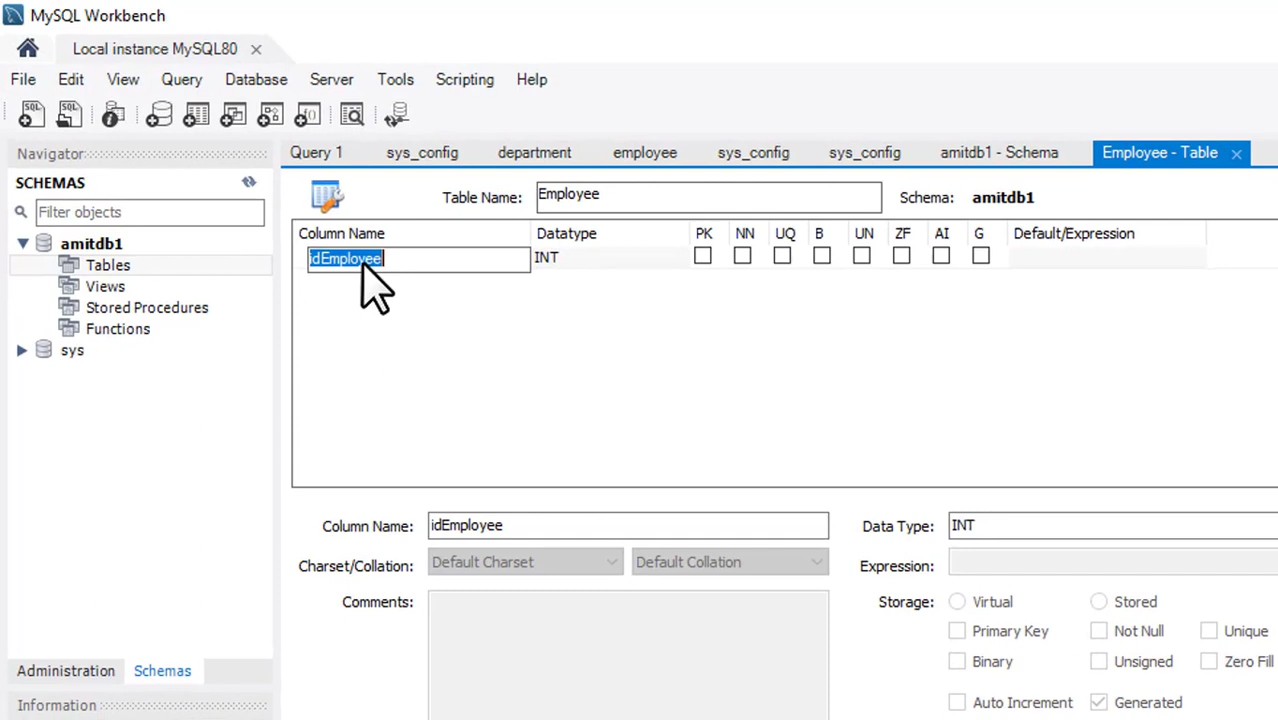 MySQL Workbench
Local instance MySQL80
File Edit View Query Database Tools Server Scripting Help
Navigator
SCHEMAS
Filter objects
amitdb1
Tables
Views
Stored Procedures
Functions
sys
Administration Schemas
Information
Query 1 sys_config department employee sys_config sys_config amitdb1 - Schema Employee - Table
Table Name: Employee Schema: amitdb1
Column Name Datatype PK NN UQ B UN ZF AI G Default/Expression
idEmployee INT
Column Name: idEmployee Data Type: INT
Charset/Collation: Default Charset Default Collation Expression:
Comments: Storage: Virtual Stored
Primary Key Not Null Unique
Binary Unsigned Zero Fill
Auto Increment Generated